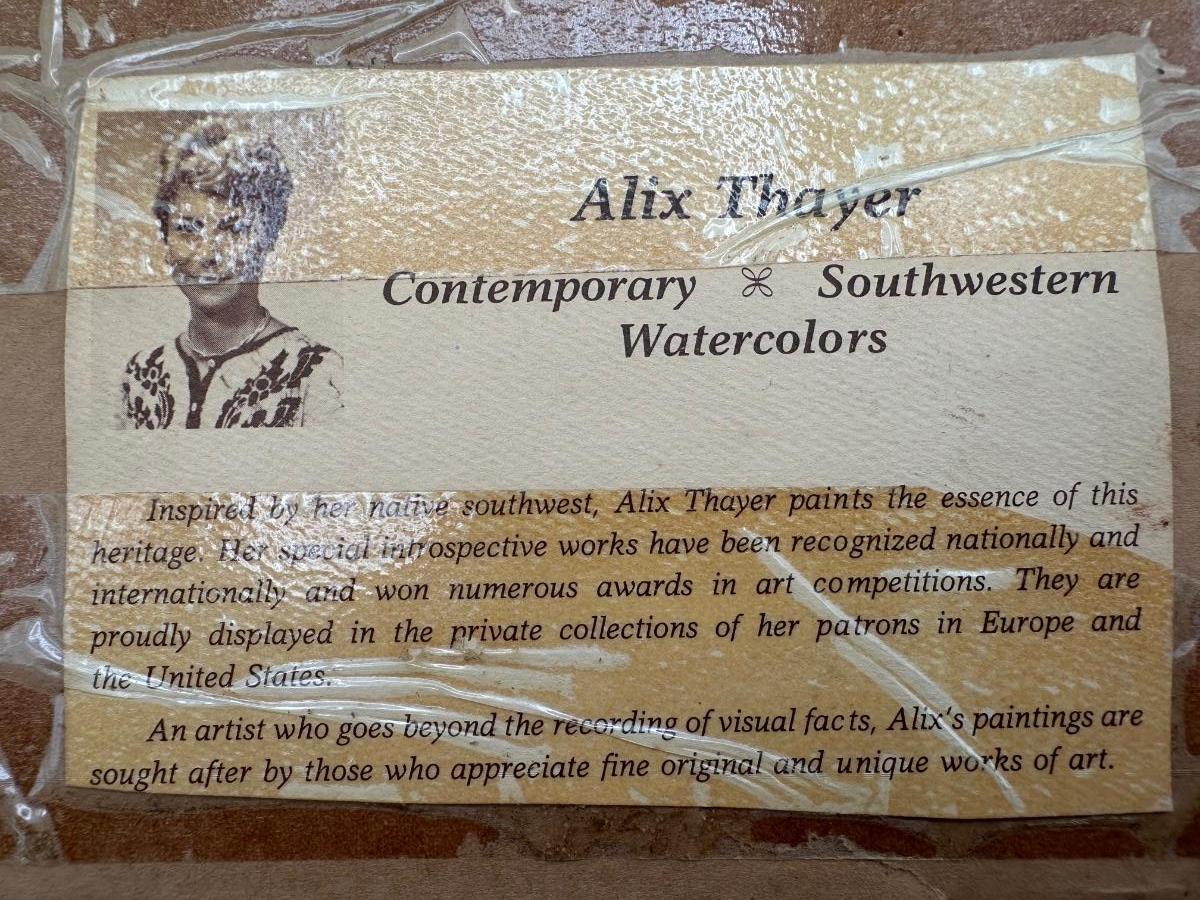 Alix Thayer
Contemporary Southwestern
Watercolors
Inspired by her native southwest, Alix Thayer paints the essence of this
heritage. Her special introspective works have been recognized nationally and
internationally and won numerous awards in art competitions. They are
proudly displayed in the private collections of her patrons in Europe and
the United States.
An artist who goes beyond the recording of visual facts, Alix's paintings are
sought after by those who appreciate fine original and unique works of art.